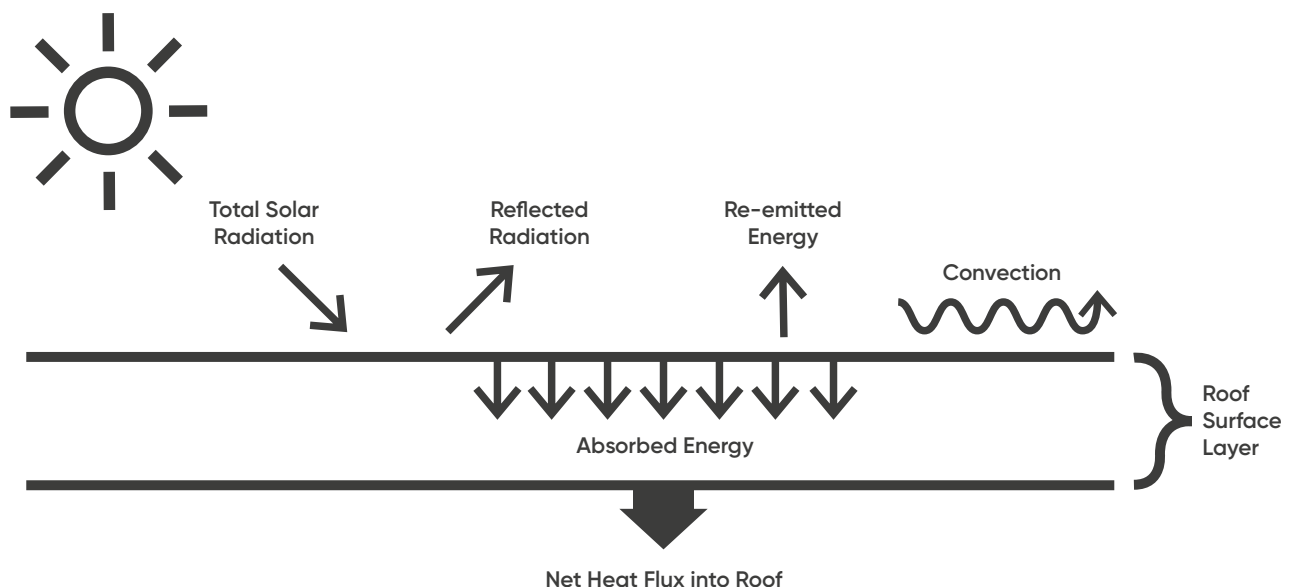 Total Solar
Radiation
Reflected
Radiation
Re-emitted
Energy
Convection
Roof
Surface
Layer
Absorbed Energy
Net Heat Flux into Roof